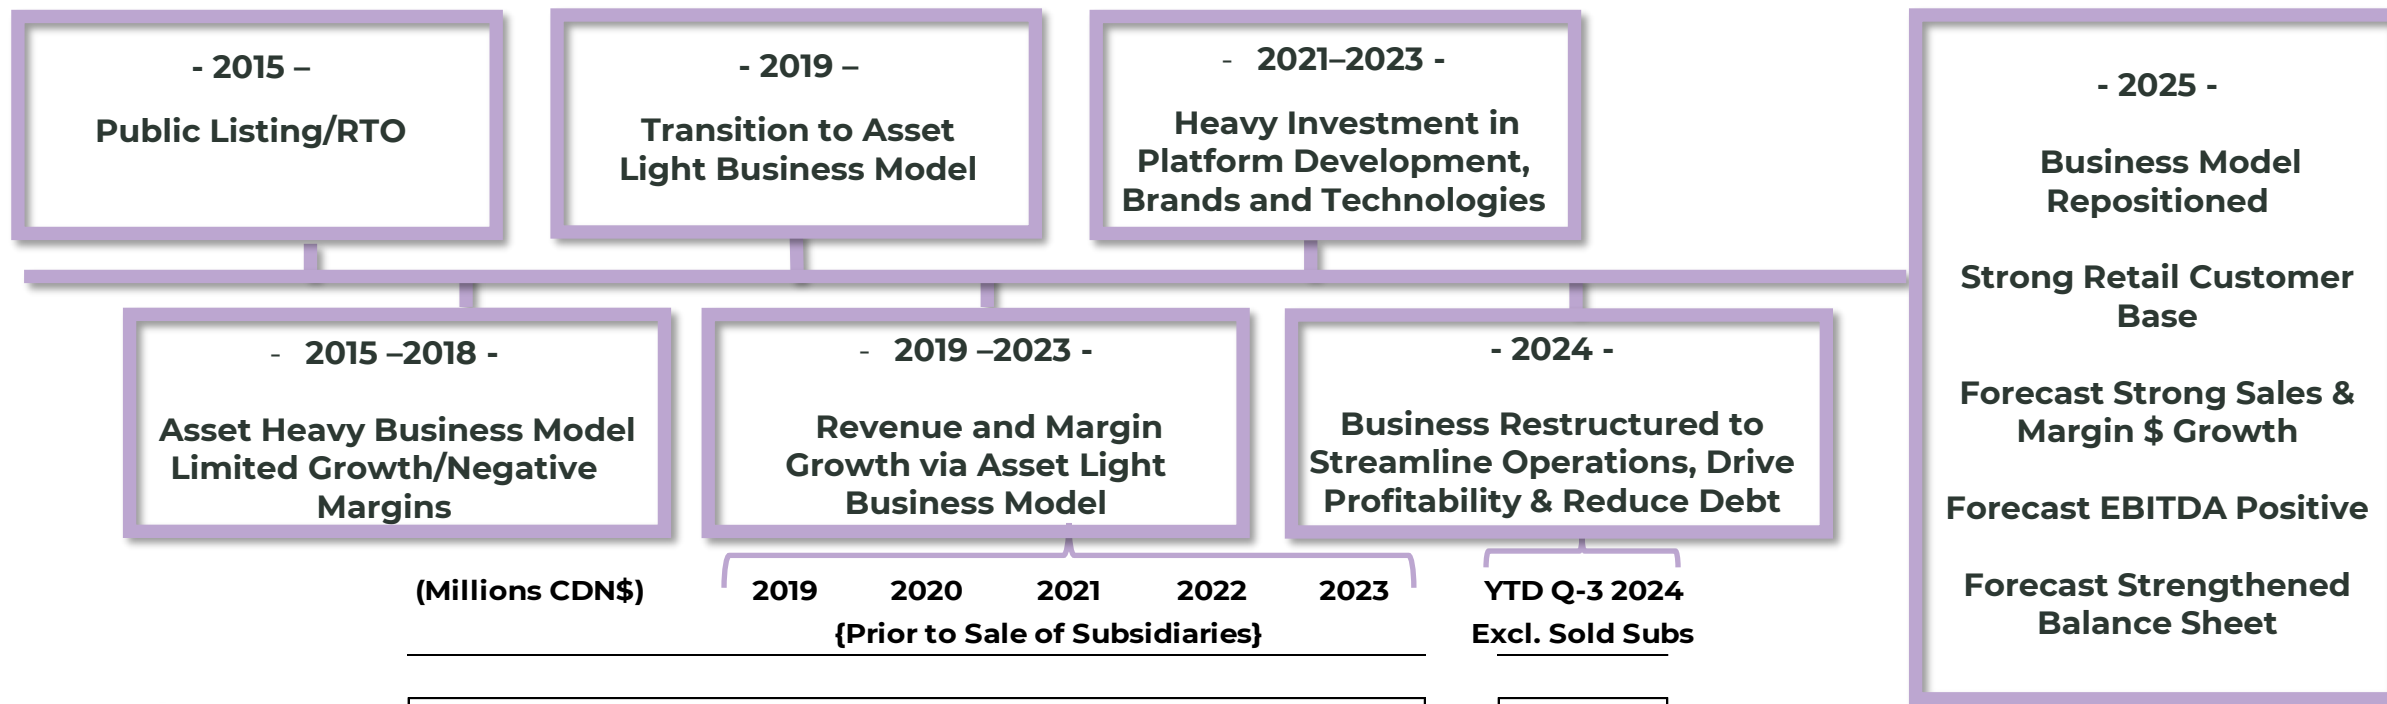 - 2015 –
Public Listing/RTO
- 2019 –
Transition to Asset
Light Business Model
- 2021–2023 -
Heavy Investment in
Platform Development,
Brands and Technologies
- 2015 –2018 -
Asset Heavy Business Model
Limited Growth/Negative
Margins
- 2019 –2023 -
Revenue and Margin
Growth via Asset Light
Business Model
- 2024 -
Business Restructured to
Streamline Operations, Drive
Profitability & Reduce Debt
- 2025 -
Business Model
Repositioned
Strong Retail Customer
Base
Forecast Strong Sales &
Margin $ Growth
Forecast EBITDA Positive
Forecast Strengthened
Balance Sheet
(Millions CDN$) 2019 2020 2021 2022 2023 YTD Q-3 2024
{Prior to Sale of Subsidiaries} Excl. Sold Subs